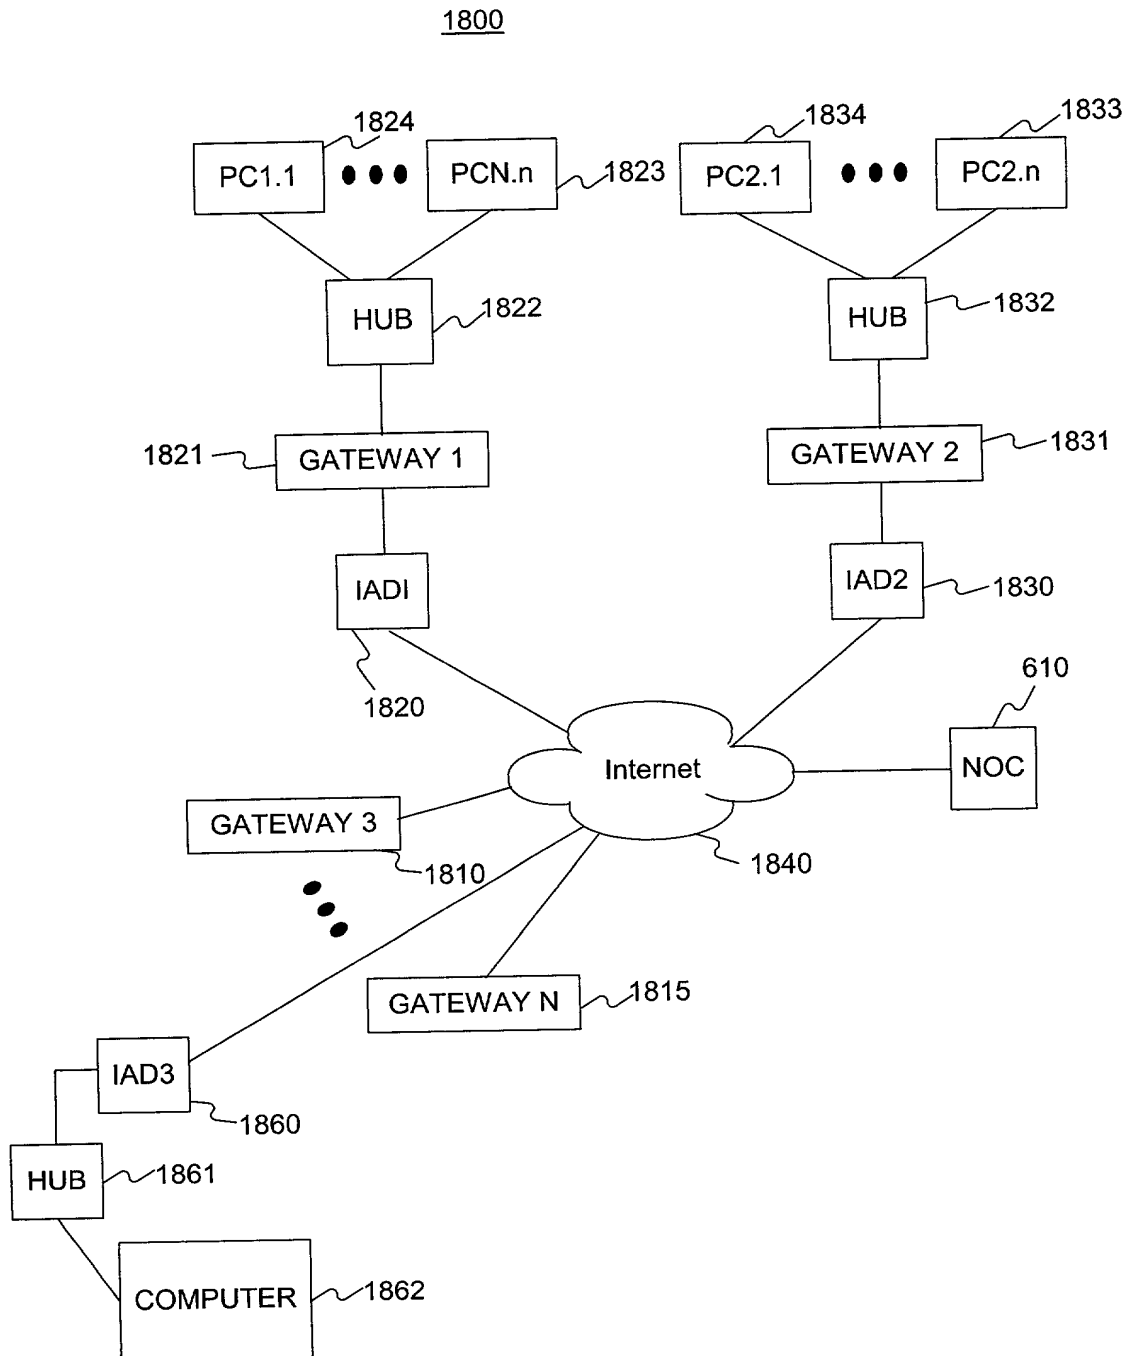 1800
1824
1834
1833
PC1.1
PCN.n
1823
PC2.1
PC2.n
HUB
1822
HUB
1832
1821
GATEWAY 1
GATEWAY 2
1831
IADI
IAD2
1830
1820
610
Internet
NOC
GATEWAY 3
1810
1840
GATEWAY N
1815
IAD3
1860
HUB
1861
COMPUTER
1862